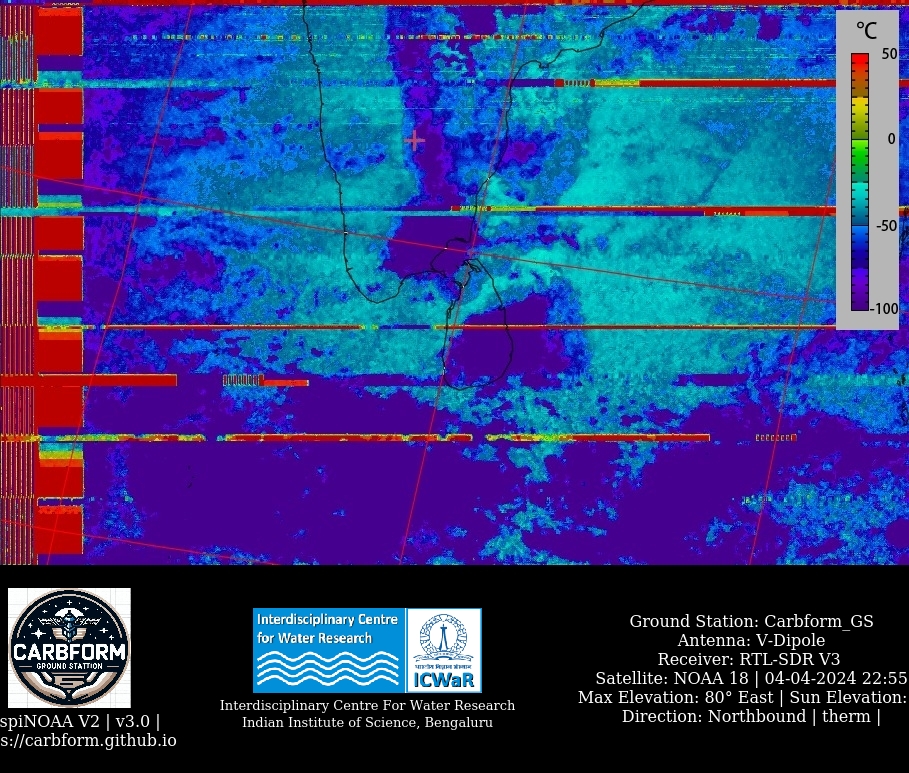 °C
50
0
-50
-100
CARBFORM
GROUND STATTION
spiNOAA V2 | v3.0 |
s://carbform.github.io
Interdisciplinary Centre
for Water Research
भारतीय विज्ञान संस्थान
ICWaR
Interdisciplinary Centre For Water Research
Indian Institute of Science, Bengaluru
Ground Station: Carbform_GS
Antenna: V-Dipole
Receiver: RTL-SDR V3
Satellite: NOAA 18 | 04-04-2024 22:55
Max Elevation: 80° East | Sun Elevation:
Direction: Northbound | therm |